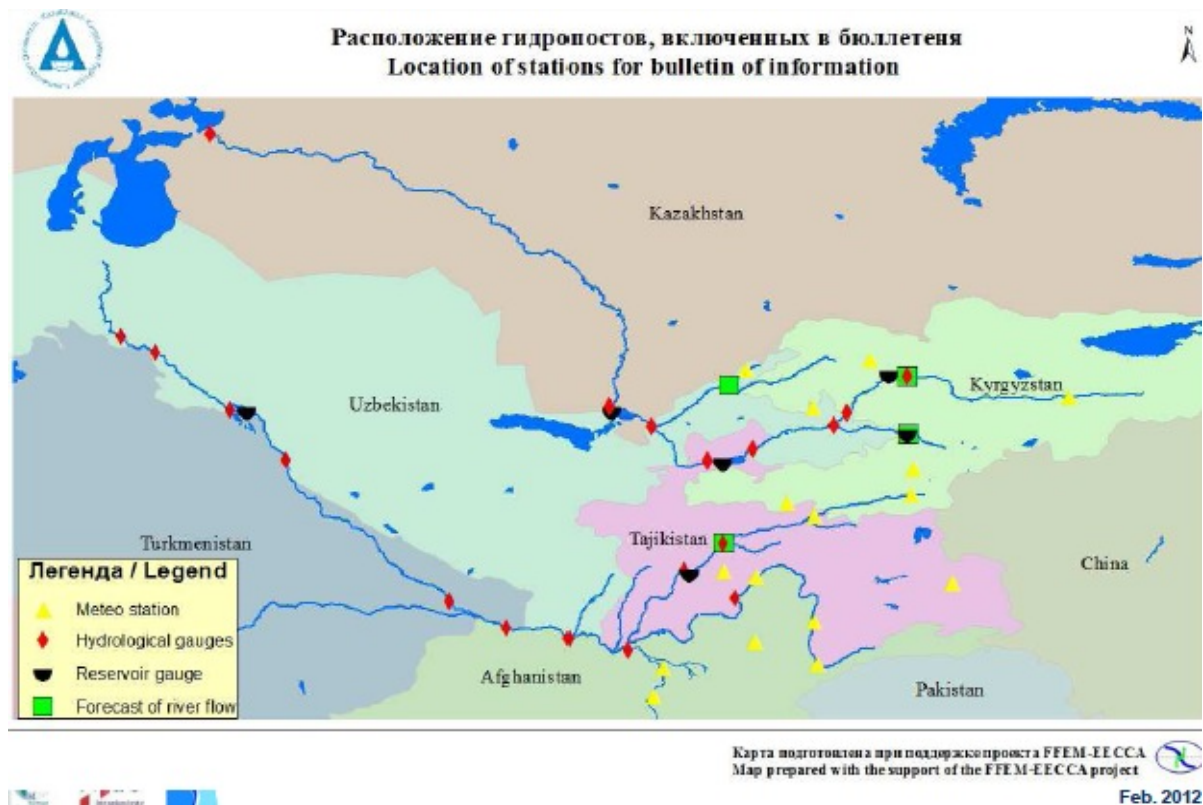 Расположение гидропостов, включенных в бюллетеня
Location of stations for bulletin of information
N
Kazakhstan
Kyrgyzstan
Uzbekistan
Turkmenistan
Tajikistan
China
Afghanistan
Pakistan
Легенда / Legend
Meteo station
Hydrological gauges
Reservoir gauge
Forecast of river flow
Карта подготовлена при поддержке проекта FFEM-EECCA
Map prepared with the support of the FFEM-EECCA project
Feb. 2012